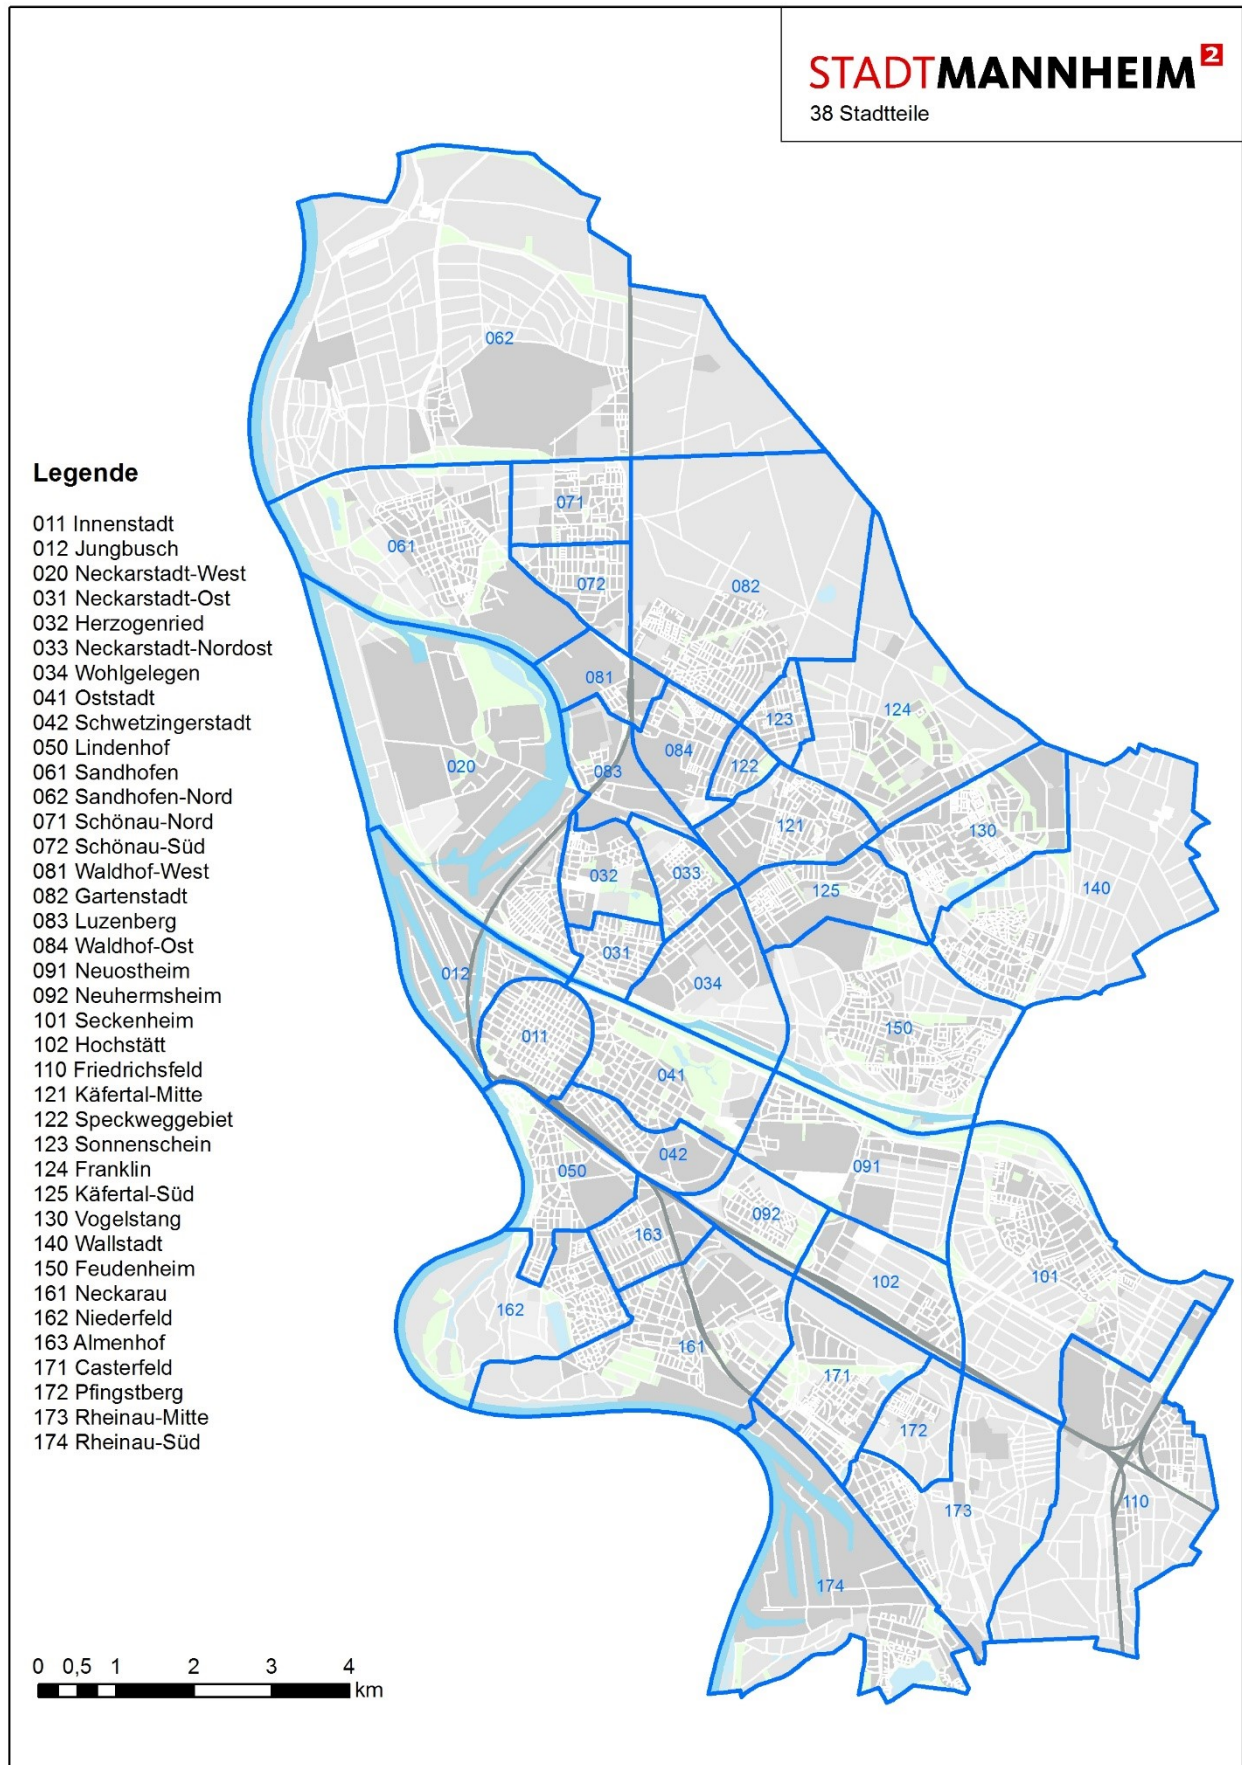 STADTMANNHEIM²
38 Stadtteile
062
Legende
071
011 Innenstadt
012 Jungbusch
061
020 Neckarstadt-West
072
082
031 Neckarstadt-Ost
032 Herzogenried
033 Neckarstadt-Nordost
034 Wohlgelegen
081
041 Oststadt
124
042 Schwetzingerstadt
123
050 Lindenhof
084
061 Sandhofen
020
083
122
062 Sandhofen-Nord
071 Schönau-Nord
121
130
072 Schönau-Süd
081 Waldhof-West
032
033
125
140
082 Gartenstadt
083 Luzenberg
084 Waldhof-Ost
031
091 Neuostheim
012
034
092 Neuhermsheim
101 Seckenheim
011
150
102 Hochstätt
110 Friedrichsfeld
041
121 Käfertal-Mitte
122 Speckweggebiet
123 Sonnenschein
042
124 Franklin
050
091
125 Käfertal-Süd
130 Vogelstang
092
140 Wallstadt
163
150 Feudenheim
102
101
161 Neckarau
162 Niederfeld
162
163 Almenhof
161
171 Casterfeld
171
172 Pfingstberg
173 Rheinau-Mitte
172
174 Rheinau-Süd
173
110
174
0 0,5 1 2 3 4
km